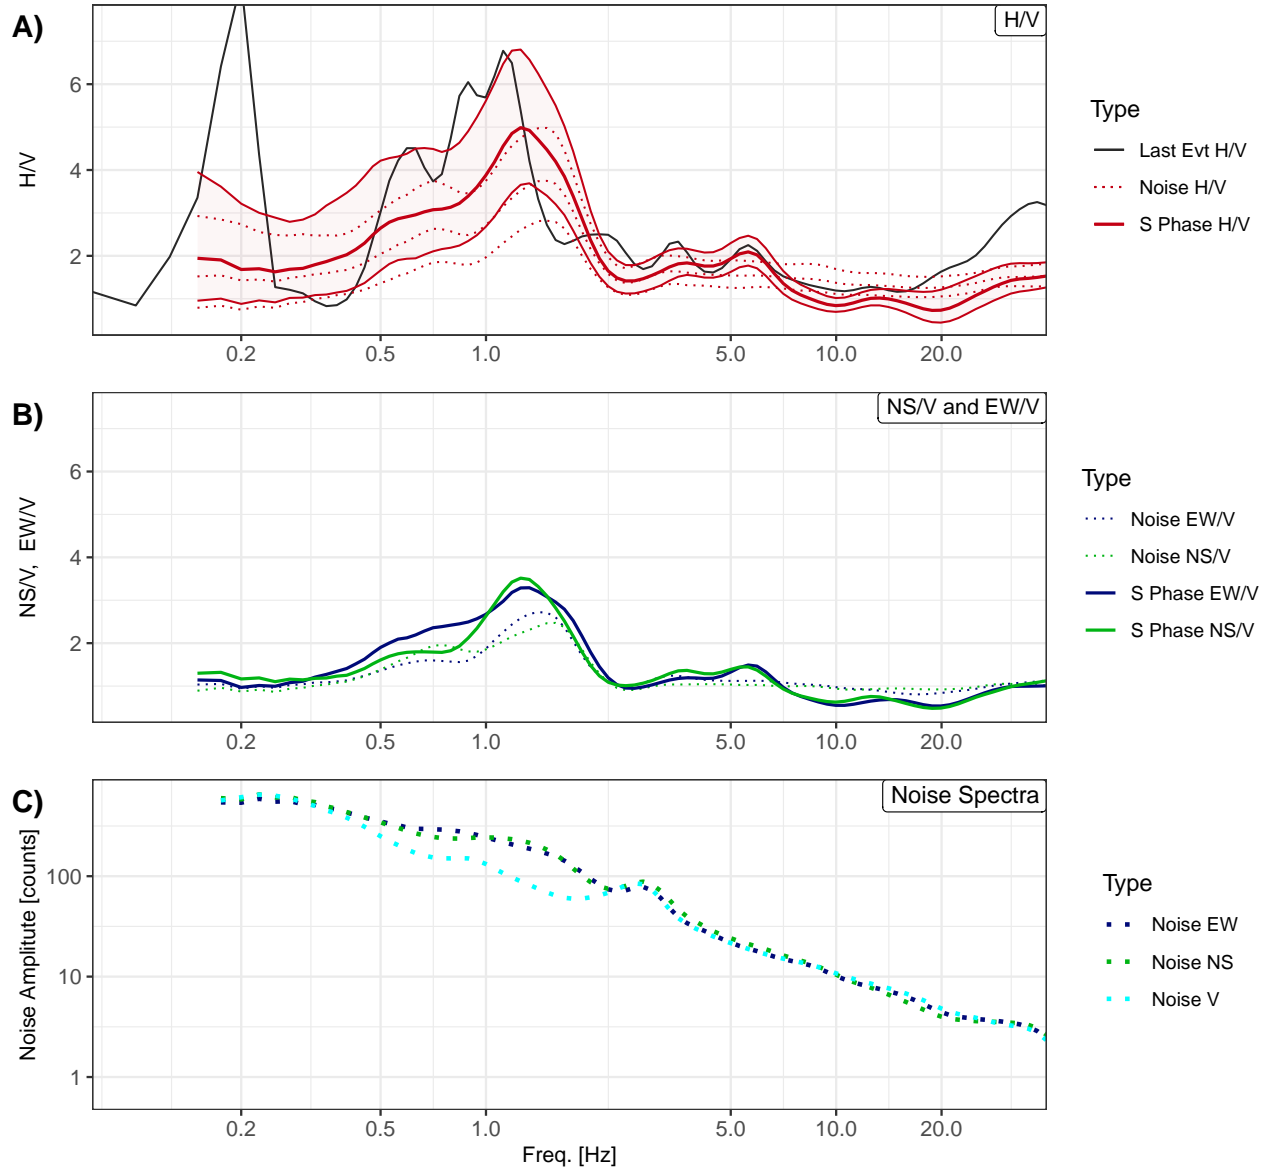 A)
H/V
H/V
6
4
2
0.2 0.5 1.0 5.0 10.0 20.0
Type
Last Evt H/V
Noise H/V
S Phase H/V
B)
NS/V and EW/V
NS/V, EW/V
6
4
2
0.2 0.5 1.0 5.0 10.0 20.0
Type
Noise EW/V
Noise NS/V
S Phase EW/V
S Phase NS/V
C)
Noise Spectra
Noise Amplitute [counts]
100
10
1
0.2 0.5 1.0 5.0 10.0 20.0
Freq. [Hz]
Type
Noise EW
Noise NS
Noise V